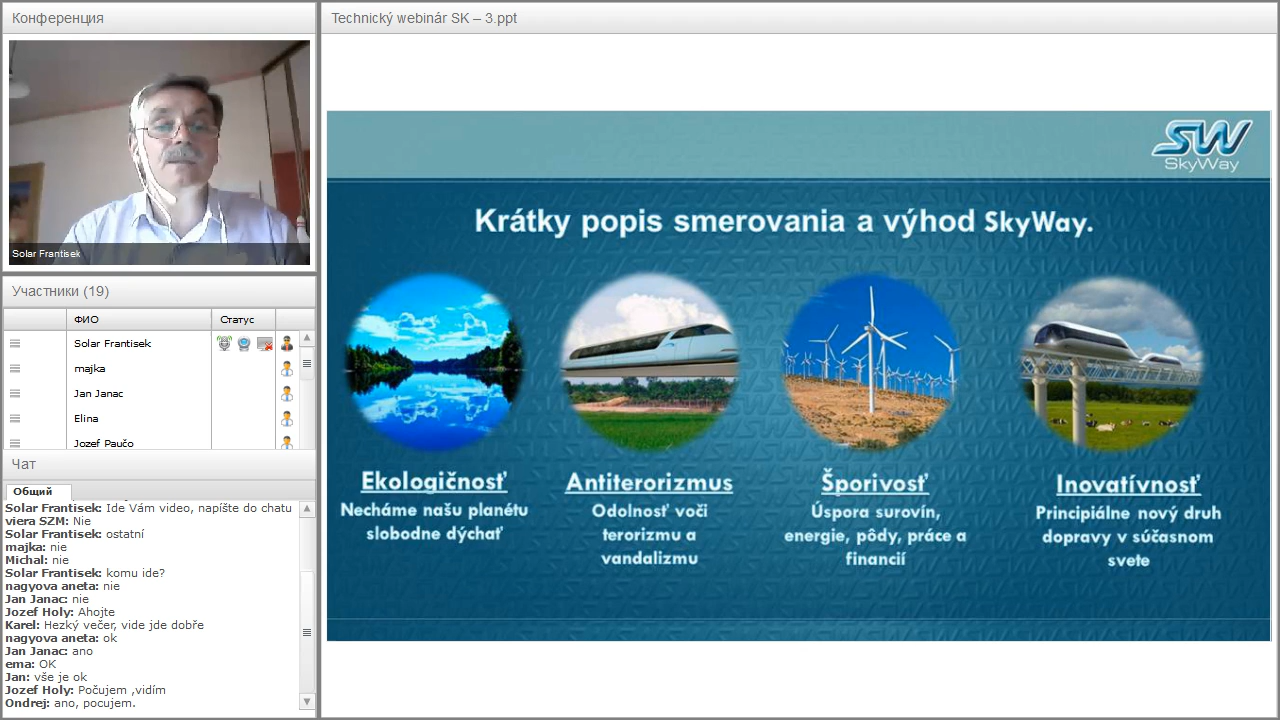 Конференция
Solar Frantisek
Участники (19)
ФИО
Статус
Solar Frantisek
majka
Jan Janac
Elina
Jozef Paučo
Чат
Общий
Solar Frantisek: Ide Vám video, napíšte do chatu
viera SZM: Nie
Solar Frantisek: ostatní
majka: nie
Michal: nie
Solar Frantisek: komu ide?
nagyova aneta: nie
Jan Janac: nie
Jozef Holy: Ahojte
Karel: Hezký večer, vide jde dobře
nagyova aneta: ok
Jan Janac: ano
ema: OK
Jan: vše je ok
Jozef Holy: Počujem ,vidím
Ondrej: ano, pocujem.
Technický webinár SK – 3.ppt
SW
SkyWay
Krátky popis smerovania a výhod SkyWay.
Ekologičnosť
Necháme našu planétu
slobodne dýchať
Antiterorizmus
Odolnosť voči
terorizmu a
vandalizmu
Šporivosť
Úspora surovín,
energie, pôdy, práce a
financií
Inovatívnosť
Principiálne nový druh
dopravy v súčasnom
svete